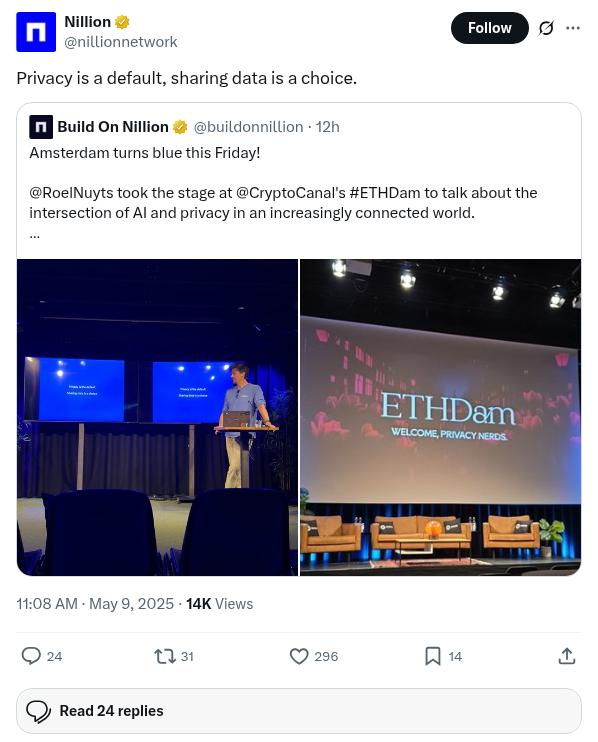 Nillion
@nillionnetwork
Follow
Privacy is a default, sharing data is a choice.
Build On Nillion @buildonnillion · 12h
Amsterdam turns blue this Friday!
@RoelNuyts took the stage at @CryptoCanal's #ETHDam to talk about the
intersection of AI and privacy in an increasingly connected world.
...
Privacy is the default
Sharing data is a choice
Privacy is the default
Sharing data is a choice
ETHDam
WELCOME, PRIVACY NERDS.
11:08 AM · May 9, 2025 · 14K Views
24
31
296
14
Read 24 replies